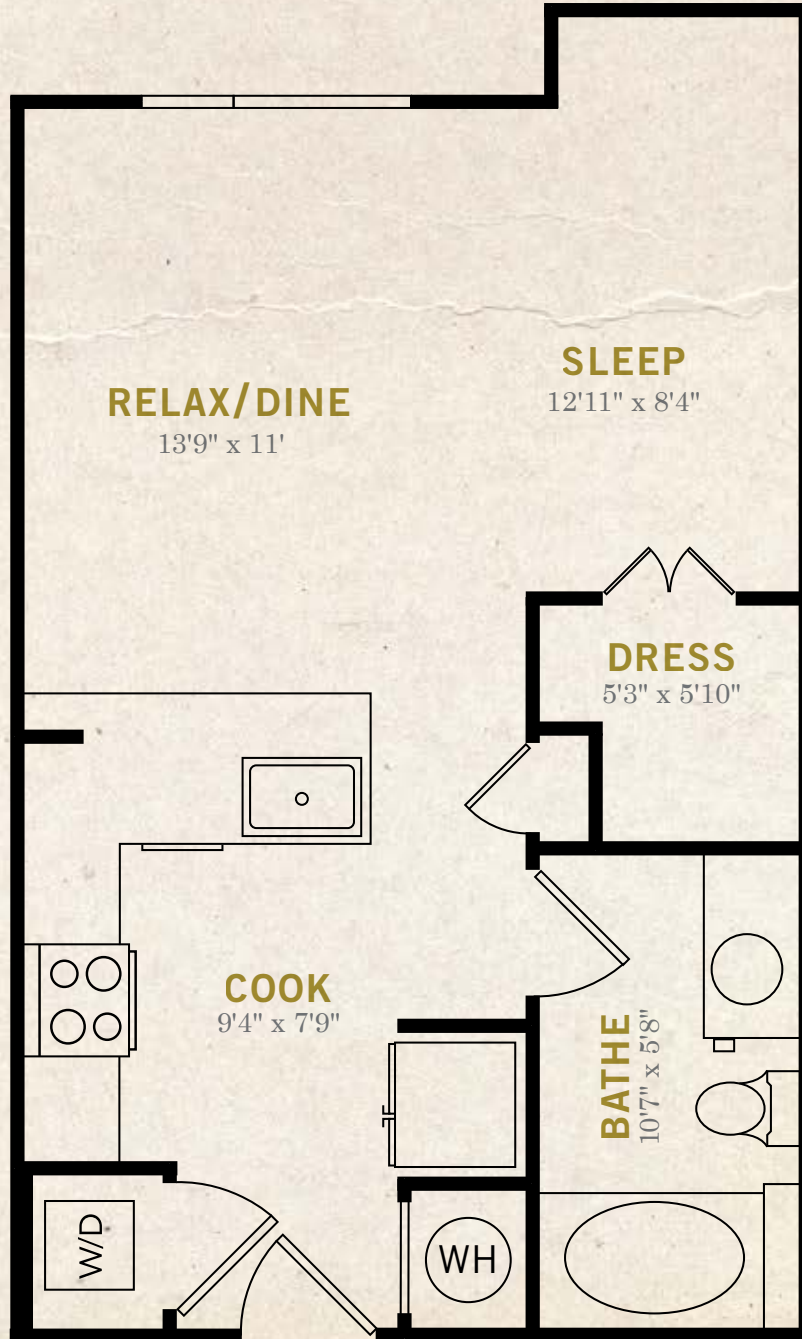 SLEEP
12'11" x 8'4"
RELAX/DINE
13'9" x 11'
DRESS
5'3" x 5'10"
COOK
9'4" x 7'9"
BATHE
10'7" x 5'8"
W/D
WH